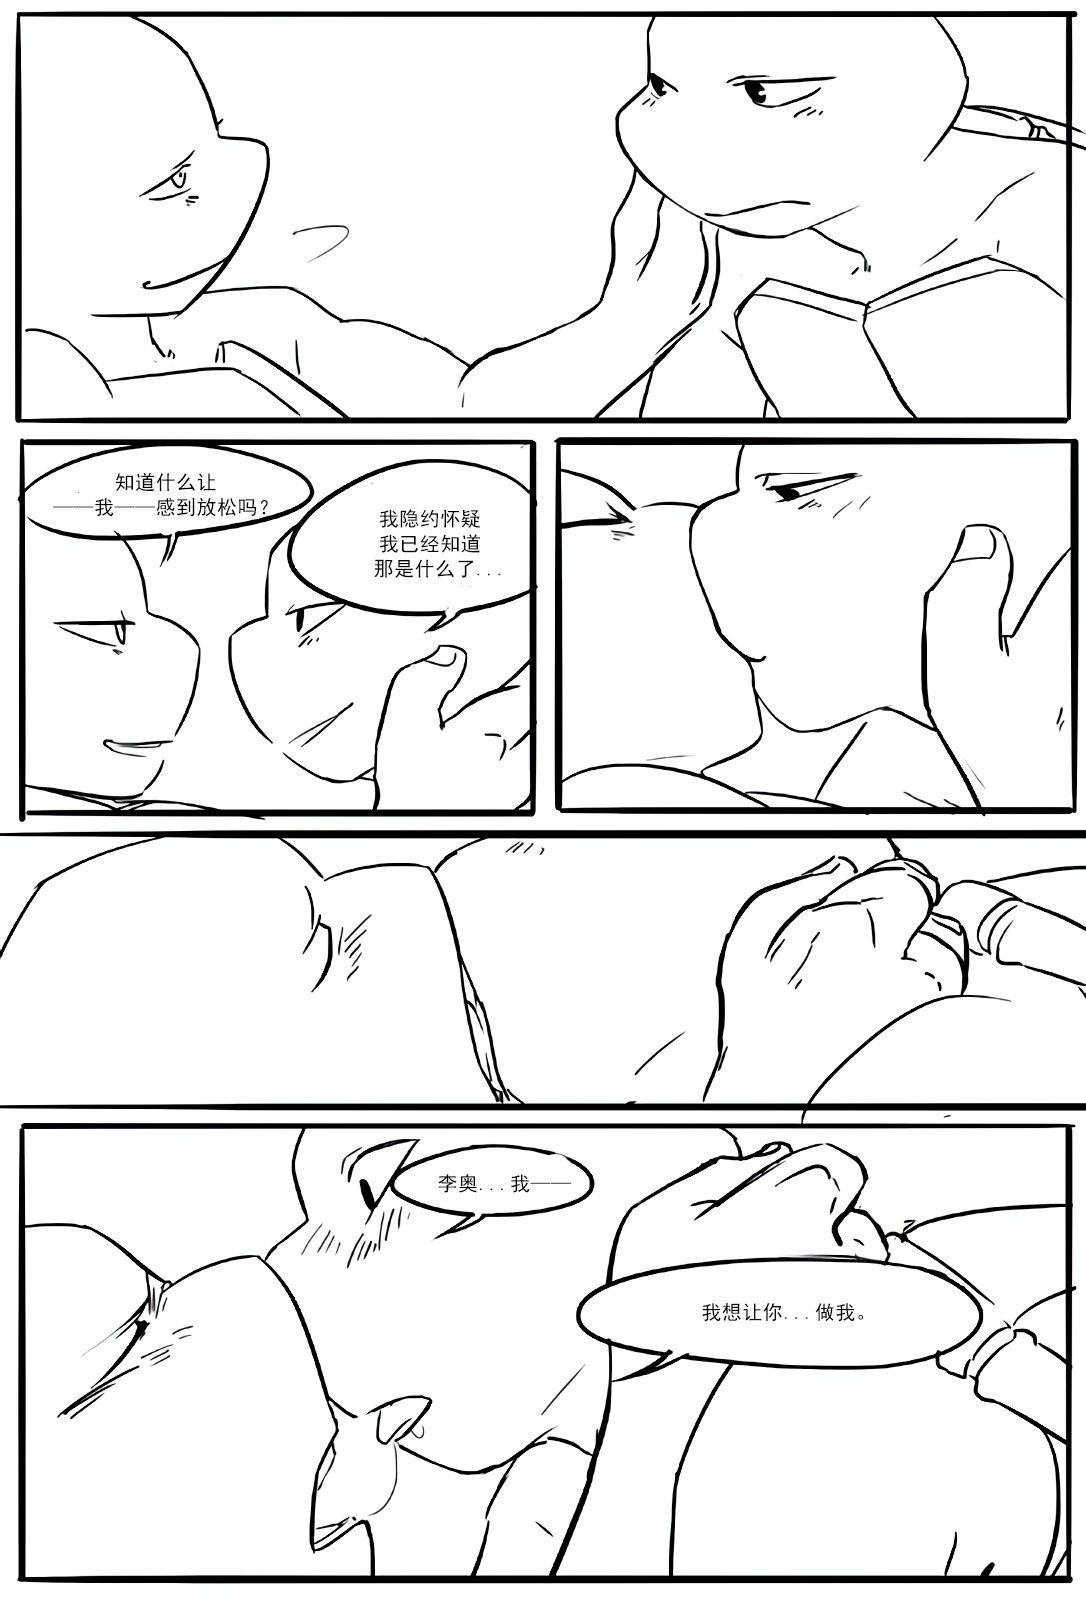 知道什么让
——我——感到放松吗?
我隐约怀疑
我已经知道
那是什么了...
李奥...我——
我想让你...做我。